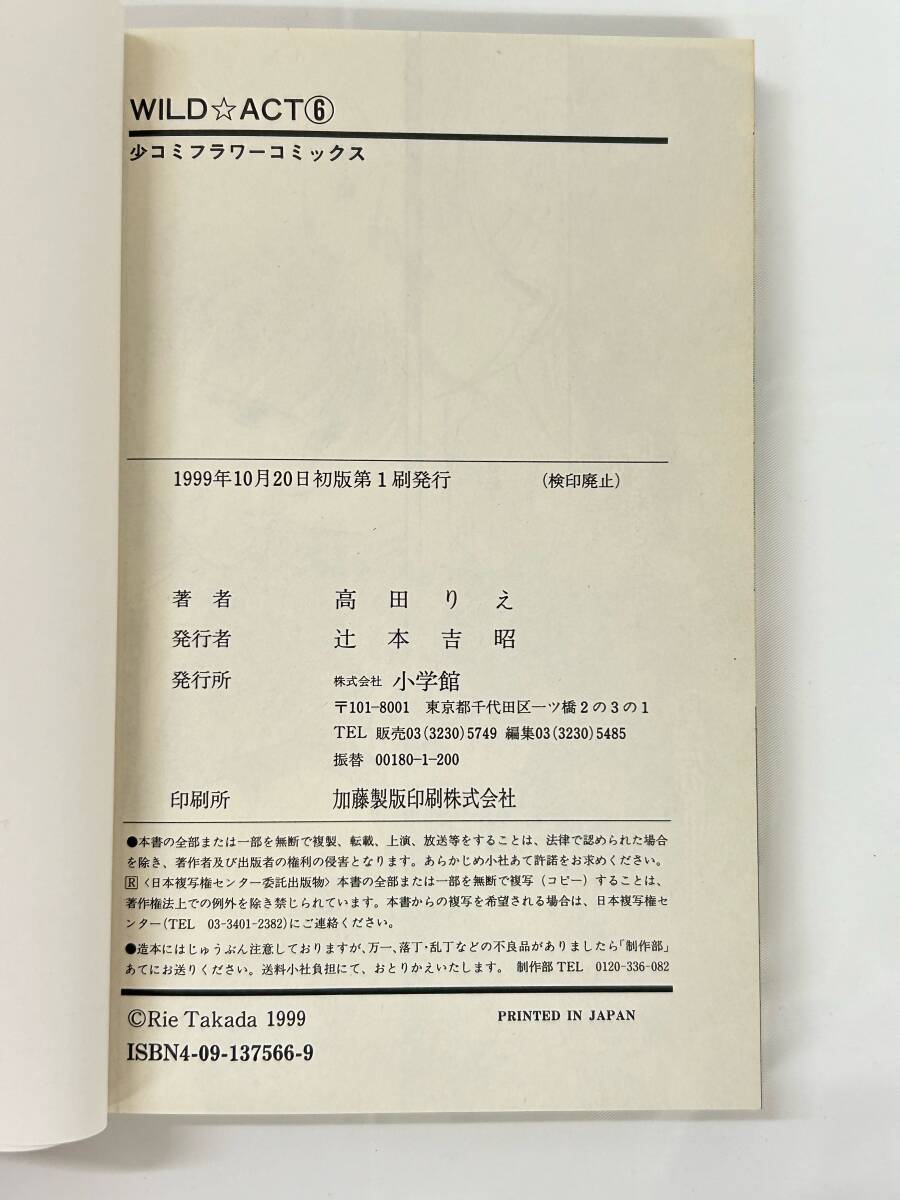 WILD☆ACT⑥
少コミフラワーコミックス
1999年10月20日初版第1刷発行 (検印廃止)
著者 高田りえ
発行者 辻本吉昭
発行所 株式会社 小学館
〒101-8001 東京都千代田区一ツ橋2の3の1
TEL 販売03(3230)5749 編集03(3230)5485
振替 00180-1-200
印刷所 加藤製版印刷株式会社
●本書の全部または一部を無断で複製、転載、上演、放送等をすることは、法律で認められた場合
を除き、著作者及び出版者の権利の侵害となります。あらかじめ小社あて許諾をお求めください。
R〈日本複写権センター委託出版物〉本書の全部または一部を無断で複写(コピー)することは、
著作権法上での例外を除き禁じられています。本書からの複写を希望される場合は、日本複写権セ
ンター(TEL 03-3401-2382)にご連絡ください。
●造本にはじゅうぶん注意しておりますが、万一、落丁・乱丁などの不良品がありましたら「制作部」
あてにお送りください。送料小社負担にて、おとりかえいたします。 制作部TEL 0120-336-082
©Rie Takada 1999 PRINTED IN JAPAN
ISBN4-09-137566-9